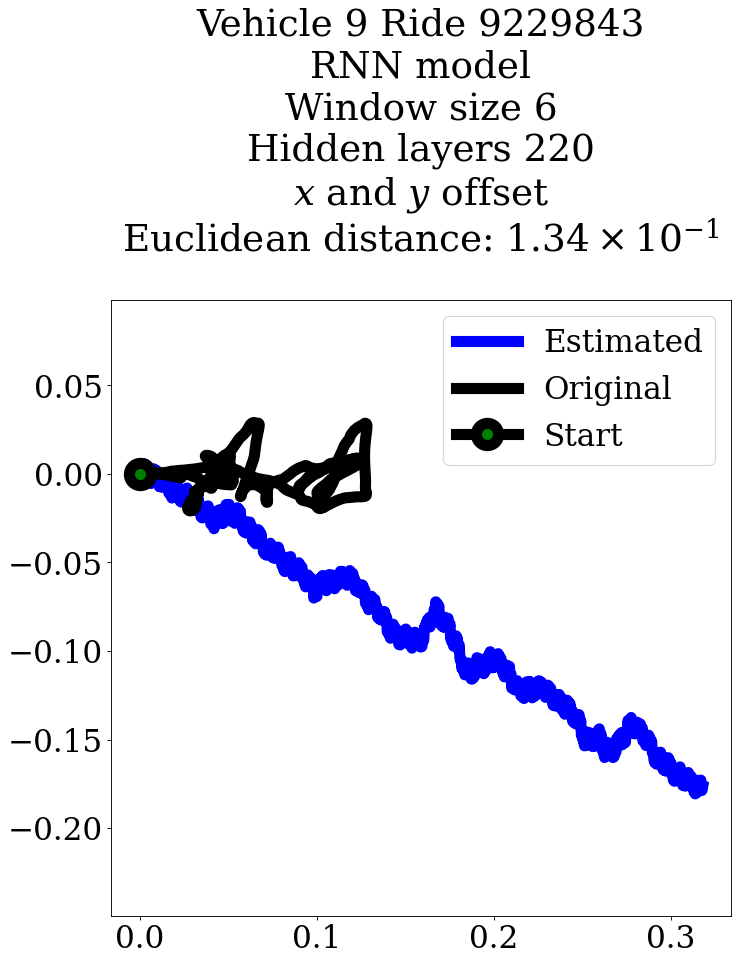 Vehicle 9 Ride 9229843
RNN model
Window size 6
Hidden layers 220
x and y offset
Euclidean distance: 1.34 × 10⁻¹
Estimated
Original
Start
0.05
0.00
−0.05
−0.10
−0.15
−0.20
0.0 0.1 0.2 0.3